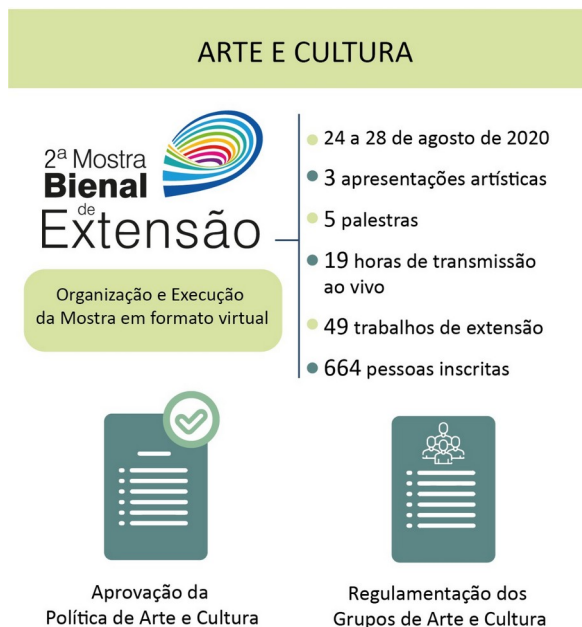 ARTE E CULTURA
2ª Mostra
Bienal
de
Extensão
Organização e Execução
da Mostra em formato virtual
24 a 28 de agosto de 2020
3 apresentações artísticas
5 palestras
19 horas de transmissão
ao vivo
49 trabalhos de extensão
664 pessoas inscritas
Aprovação da
Política de Arte e Cultura
Regulamentação dos
Grupos de Arte e Cultura